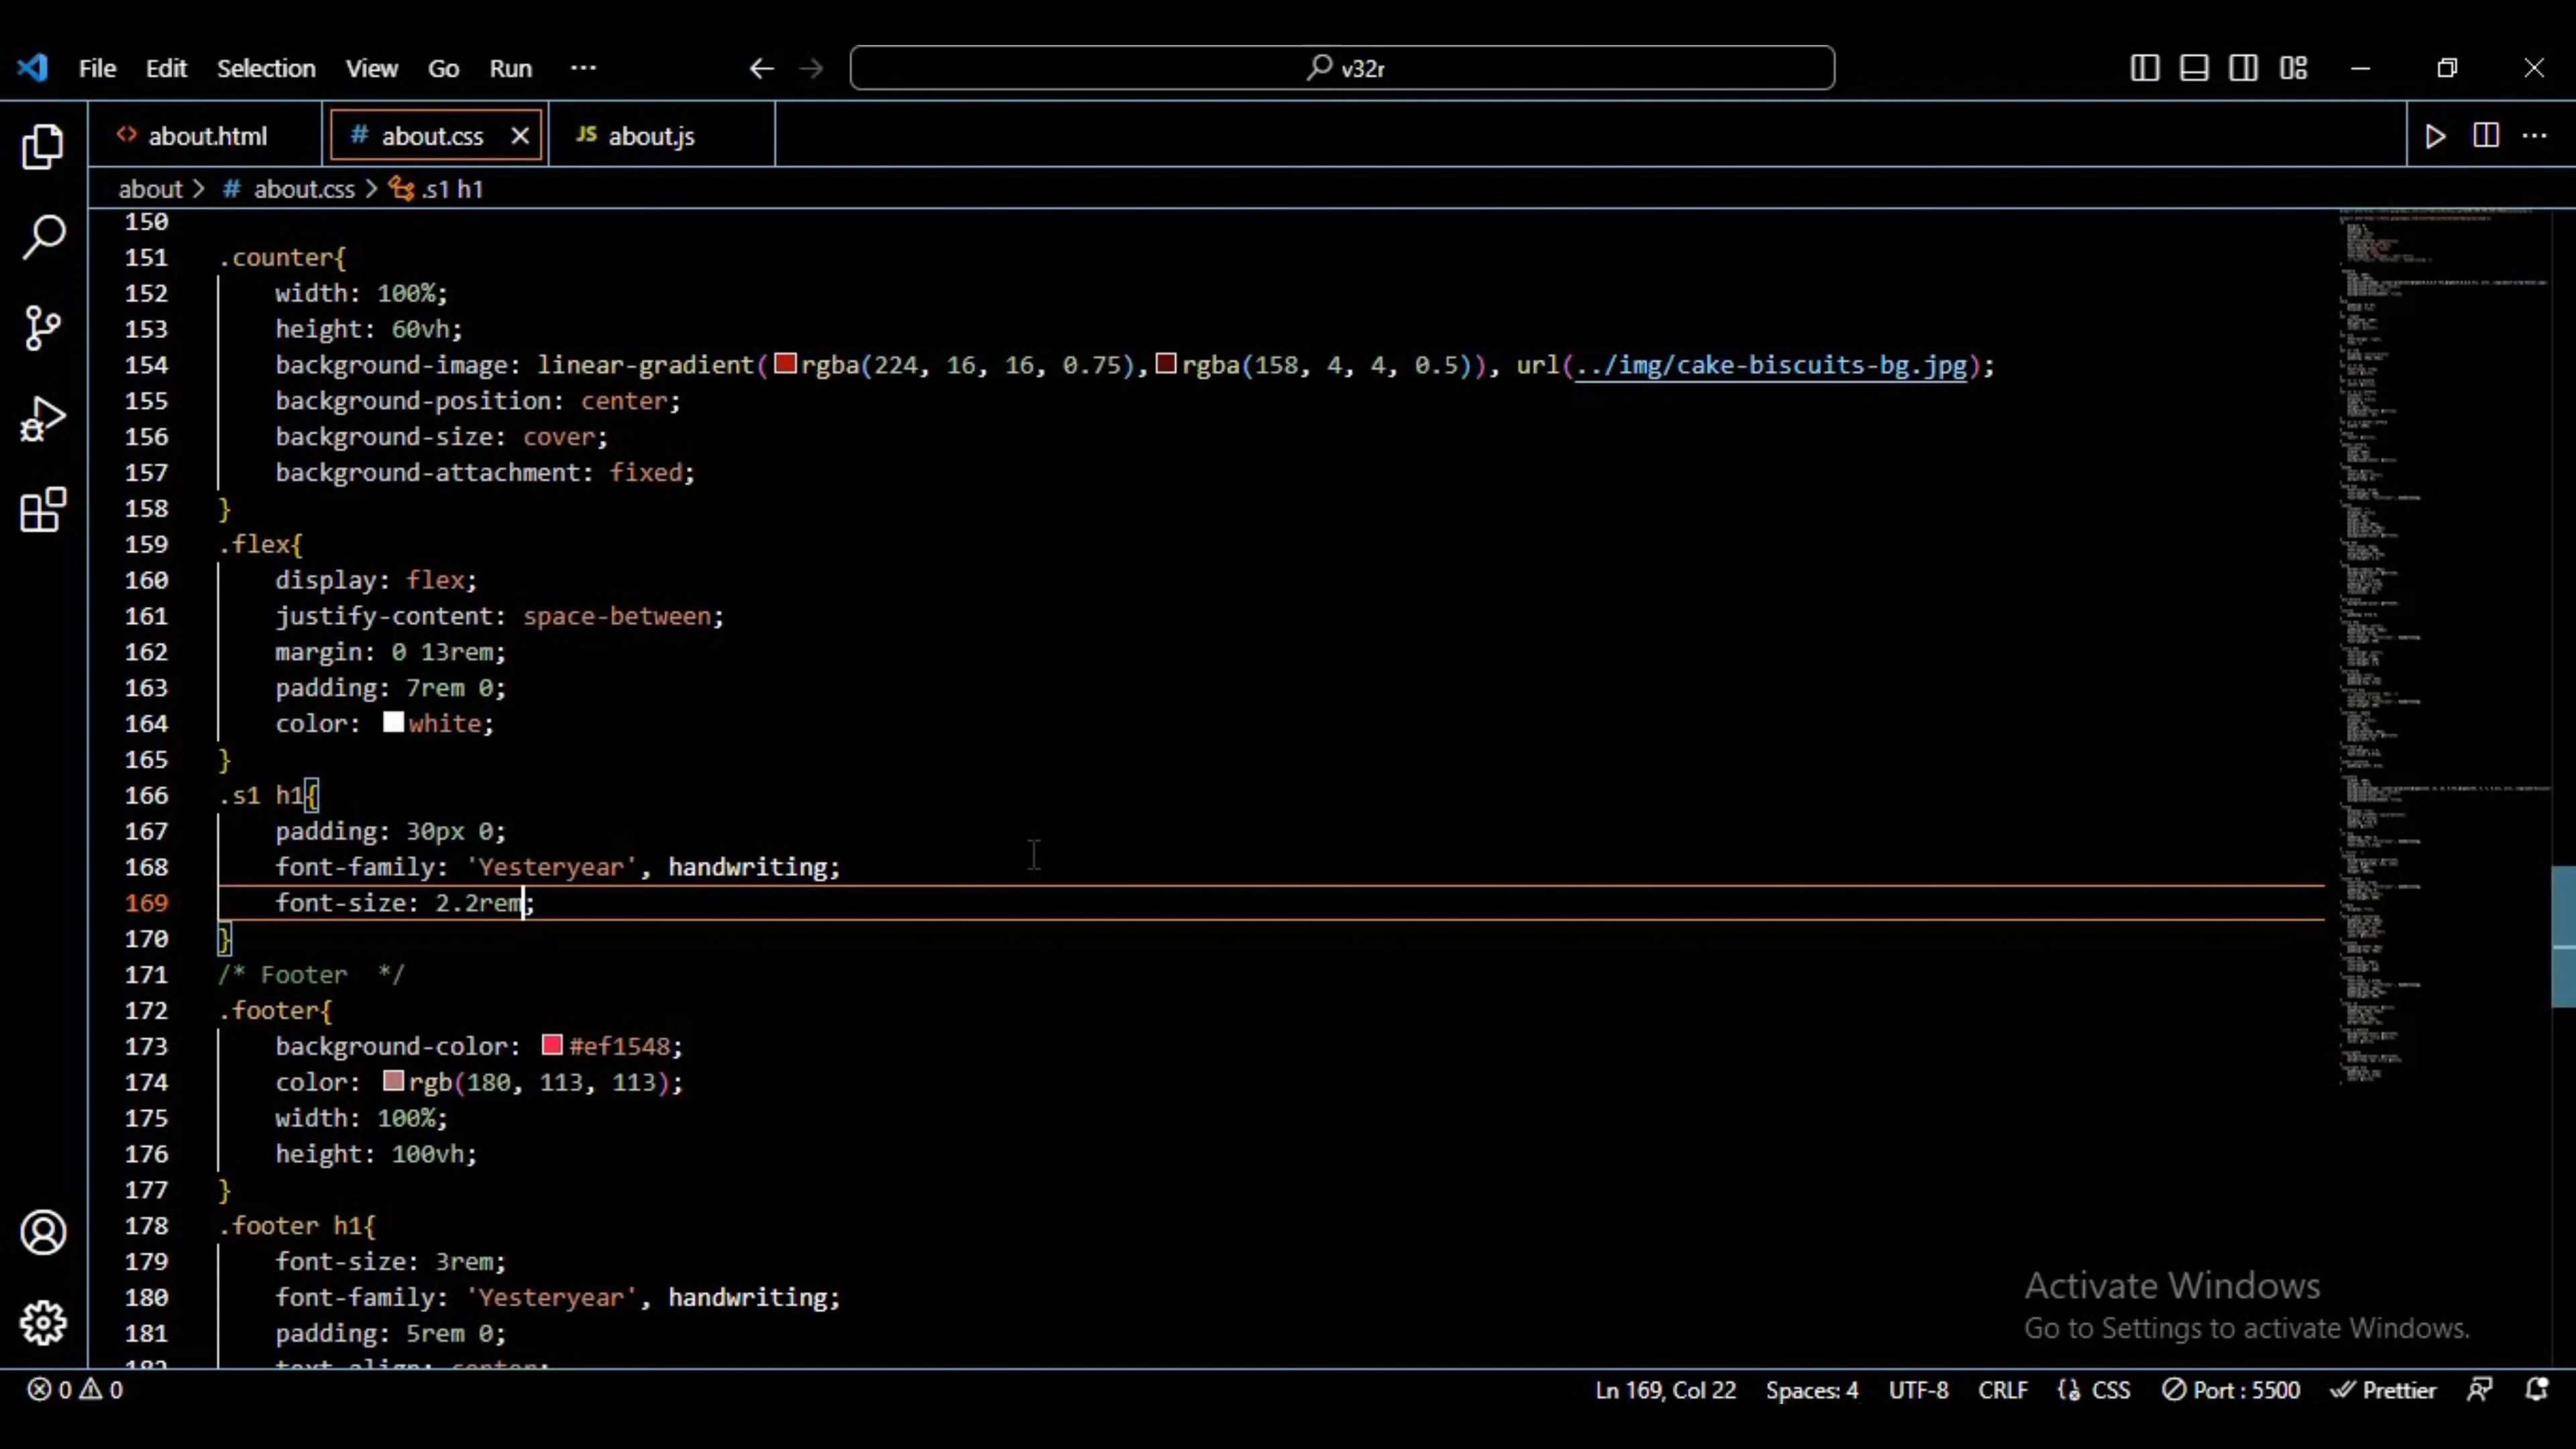 File Edit Selection View Go Run ... v32r
<> about.html # about.css × JS about.js
about > # about.css > .s1 h1
150
151 .counter{
152 width: 100%;
153 height: 60vh;
154 background-image: linear-gradient(rgba(224, 16, 16, 0.75),rgba(158, 4, 4, 0.5)), url(../img/cake-biscuits-bg.jpg);
155 background-position: center;
156 background-size: cover;
157 background-attachment: fixed;
158 }
159 .flex{
160 display: flex;
161 justify-content: space-between;
162 margin: 0 13rem;
163 padding: 7rem 0;
164 color: white;
165 }
166 .s1 h1{
167 padding: 30px 0;
168 font-family: 'Yesteryear', handwriting;
169 font-size: 2.2rem;
170 }
171 /* Footer  */
172 .footer{
173 background-color: #ef1548;
174 color: rgb(180, 113, 113);
175 width: 100%;
176 height: 100vh;
177 }
178 .footer h1{
179 font-size: 3rem;
180 font-family: 'Yesteryear', handwriting;
181 padding: 5rem 0;
182 text-align: center;
Activate Windows
Go to Settings to activate Windows.
0 0 Ln 169, Col 22 Spaces: 4 UTF-8 CRLF CSS Port : 5500 Prettier